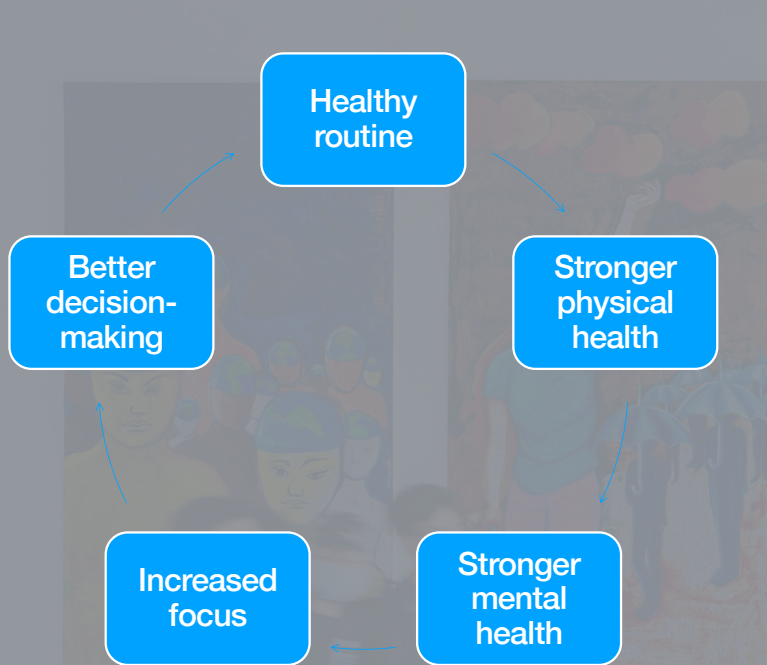 Healthy
routine
Stronger
physical
health
Stronger
mental
health
Increased
focus
Better
decision-
making